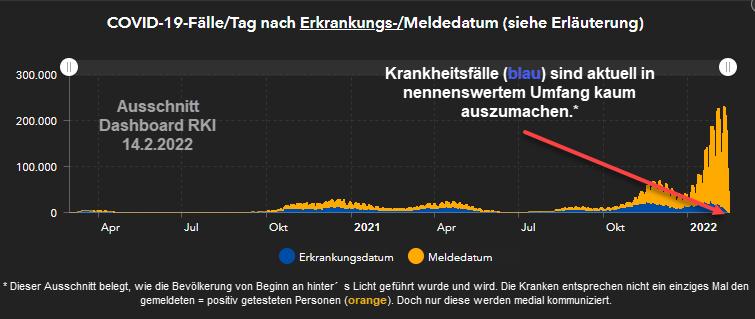 COVID-19-Fälle/Tag nach Erkrankungs-/Meldedatum (siehe Erläuterung)
300.000
200.000
100.000
0
Ausschnitt
Dashboard RKI
14.2.2022
Krankheitsfälle (blau) sind aktuell in
nennenswertem Umfang kaum
auszumachen.*
Apr
Jul
Okt
2021
Apr
Jul
Okt
2022
Erkrankungsdatum
Meldedatum
* Dieser Ausschnitt belegt, wie die Bevölkerung von Beginn an hinter´ s Licht geführt wurde und wird. Die Kranken entsprechen nicht ein einziges Mal den
gemeldeten = positiv getesteten Personen (orange). Doch nur diese werden medial kommuniziert.